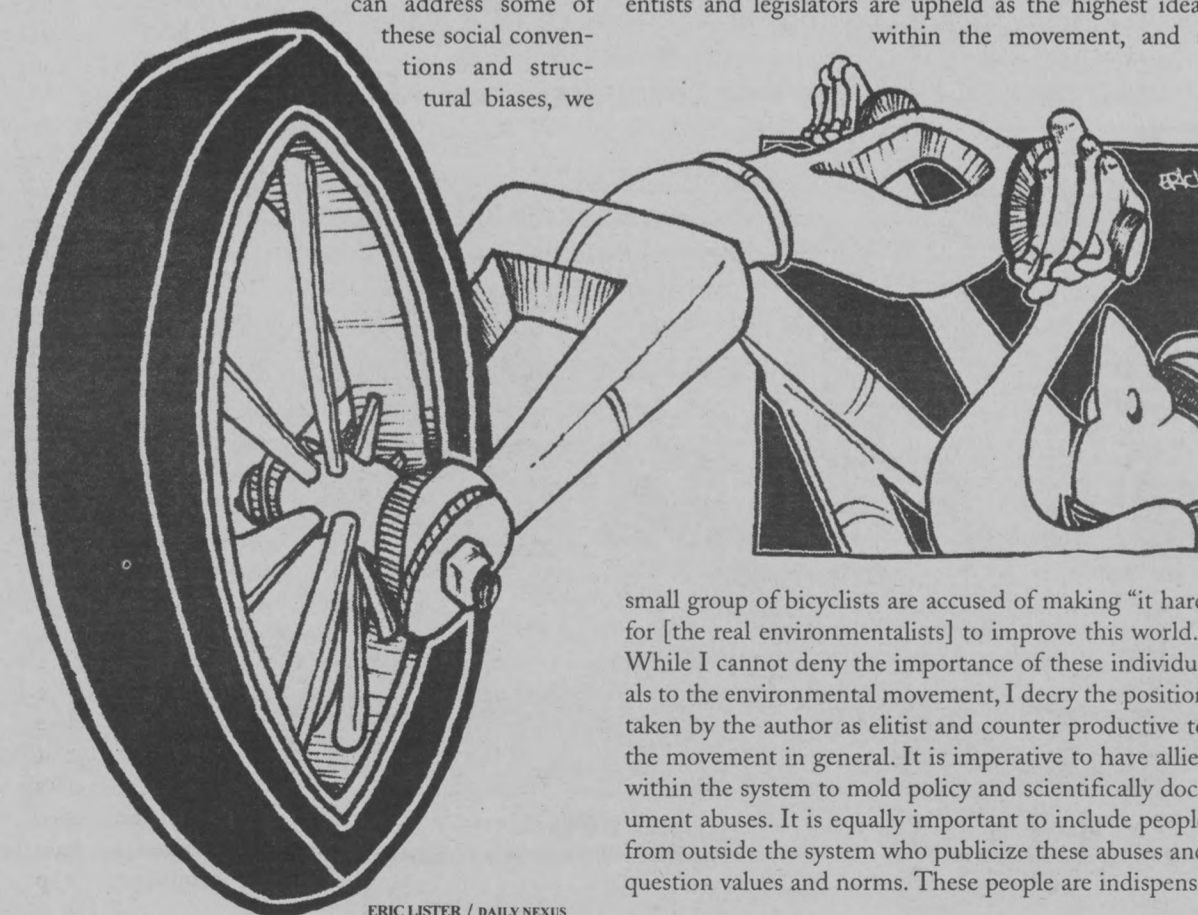 can address some of
these social conven-
tions and struc-
tural biases, we
ERIC LISTER / DAILY NEXUS
entists and legislators are upheld as the highest idea
within the movement, and
ERIC
small group of bicyclists are accused of making “it hard
for [the real environmentalists] to improve this world.
While I cannot deny the importance of these individu
als to the environmental movement, I decry the position
taken by the author as elitist and counter productive to
the movement in general. It is imperative to have allie
within the system to mold policy and scientifically doc
ument abuses. It is equally important to include people
from outside the system who publicize these abuses and
question values and norms. These people are indispens